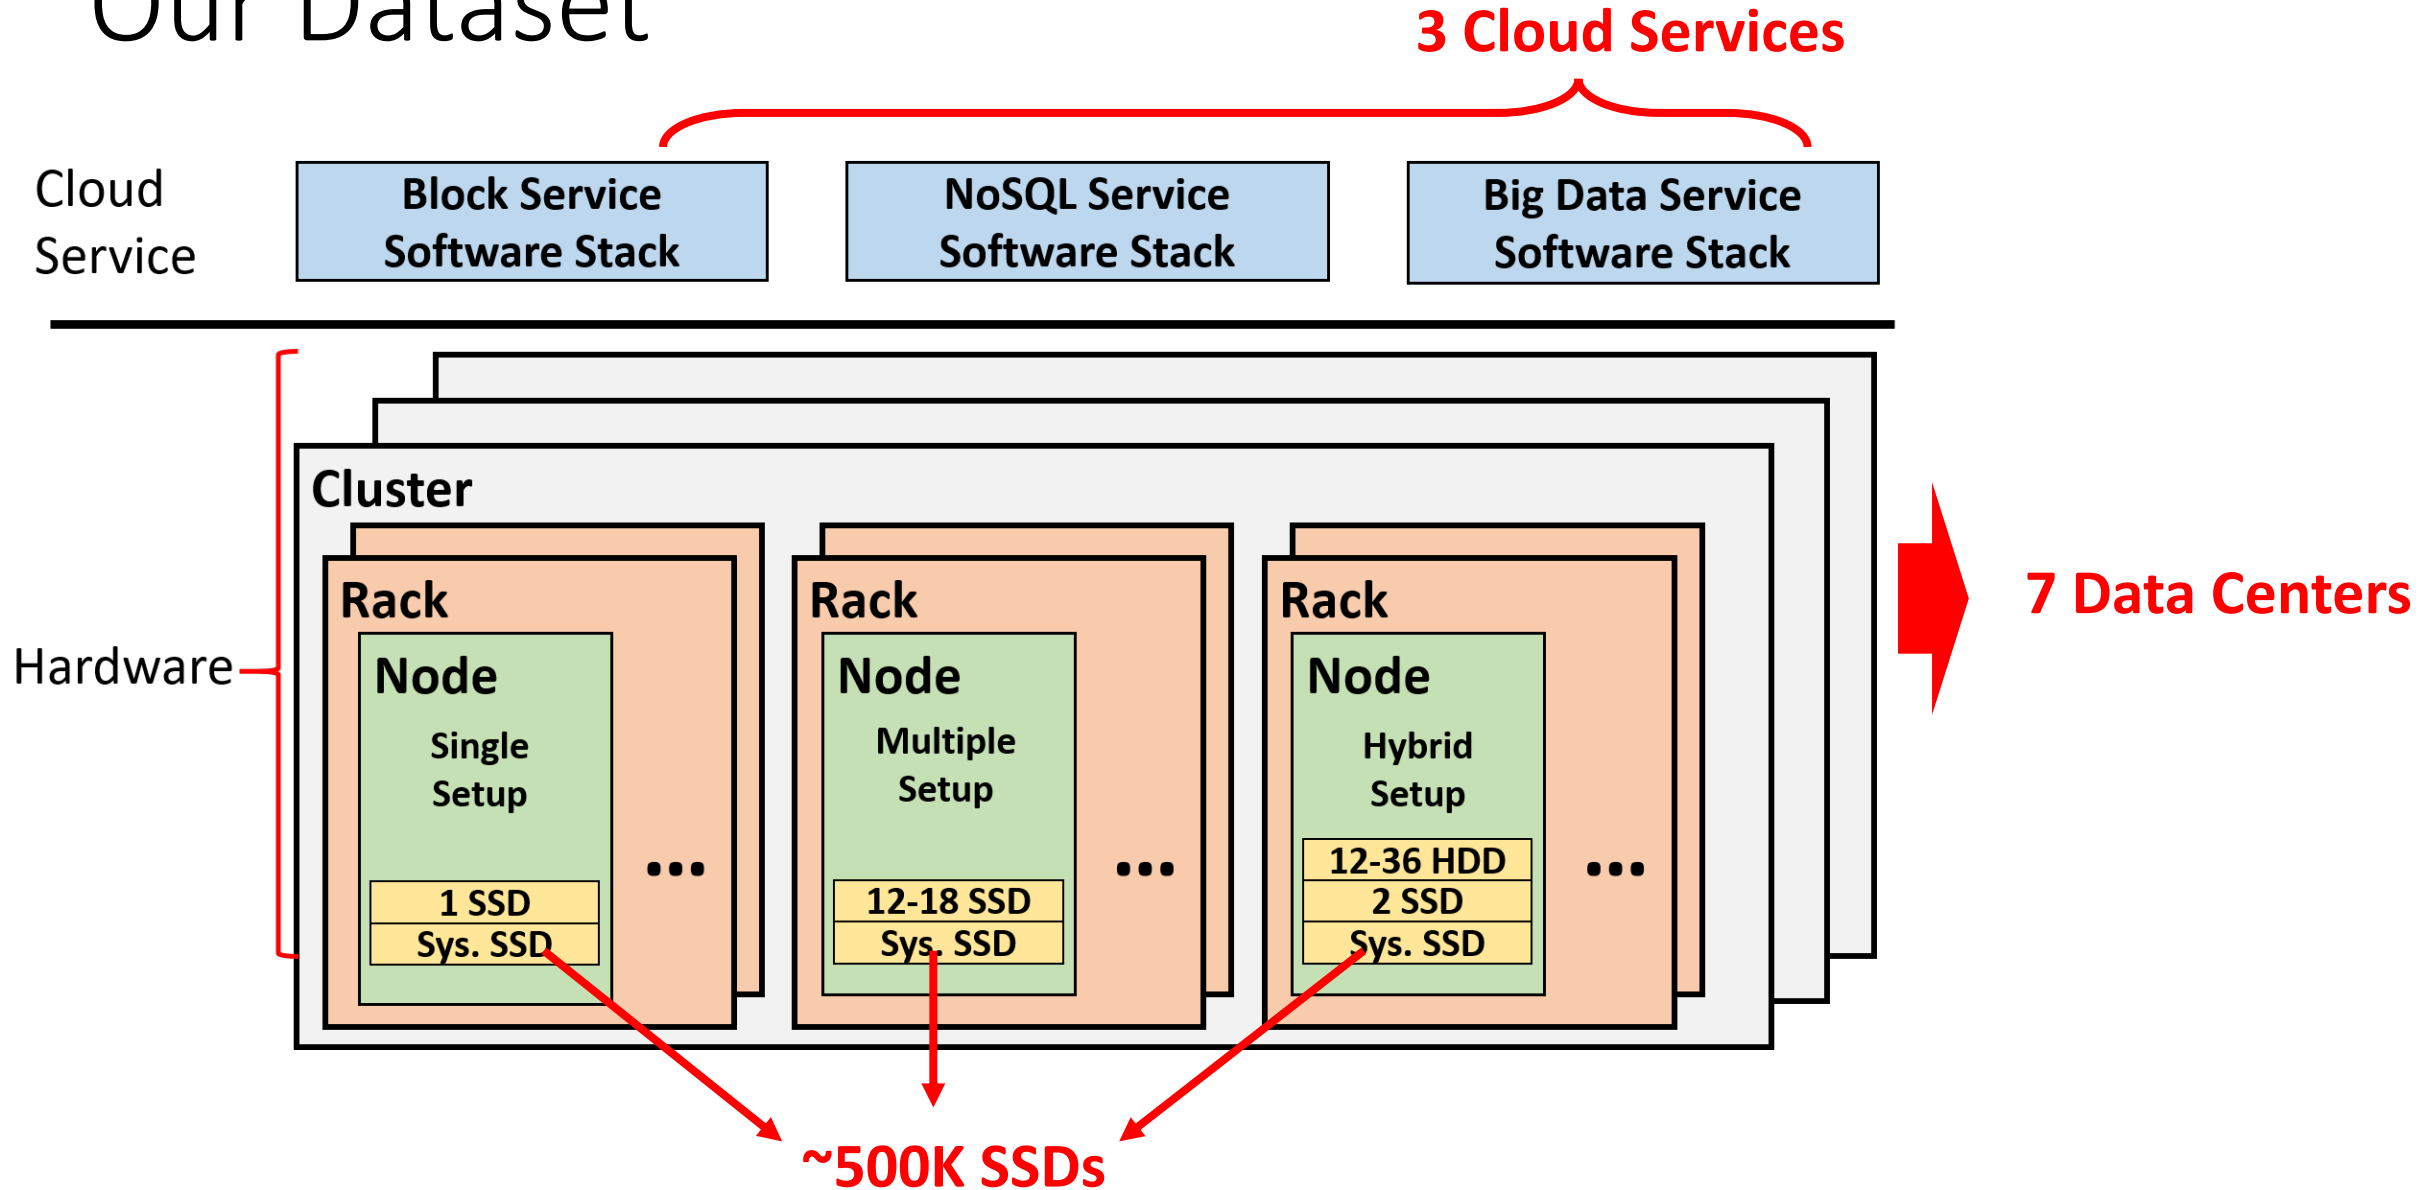 Our Dataset
3 Cloud Services
Cloud
Service
Block Service
Software Stack
NoSQL Service
Software Stack
Big Data Service
Software Stack
Hardware
Cluster
Rack
Node
Single
Setup
1 SSD
Sys. SSD
...
Rack
Node
Multiple
Setup
12-18 SSD
Sys. SSD
...
Rack
Node
Hybrid
Setup
12-36 HDD
2 SSD
Sys. SSD
...
7 Data Centers
~500K SSDs